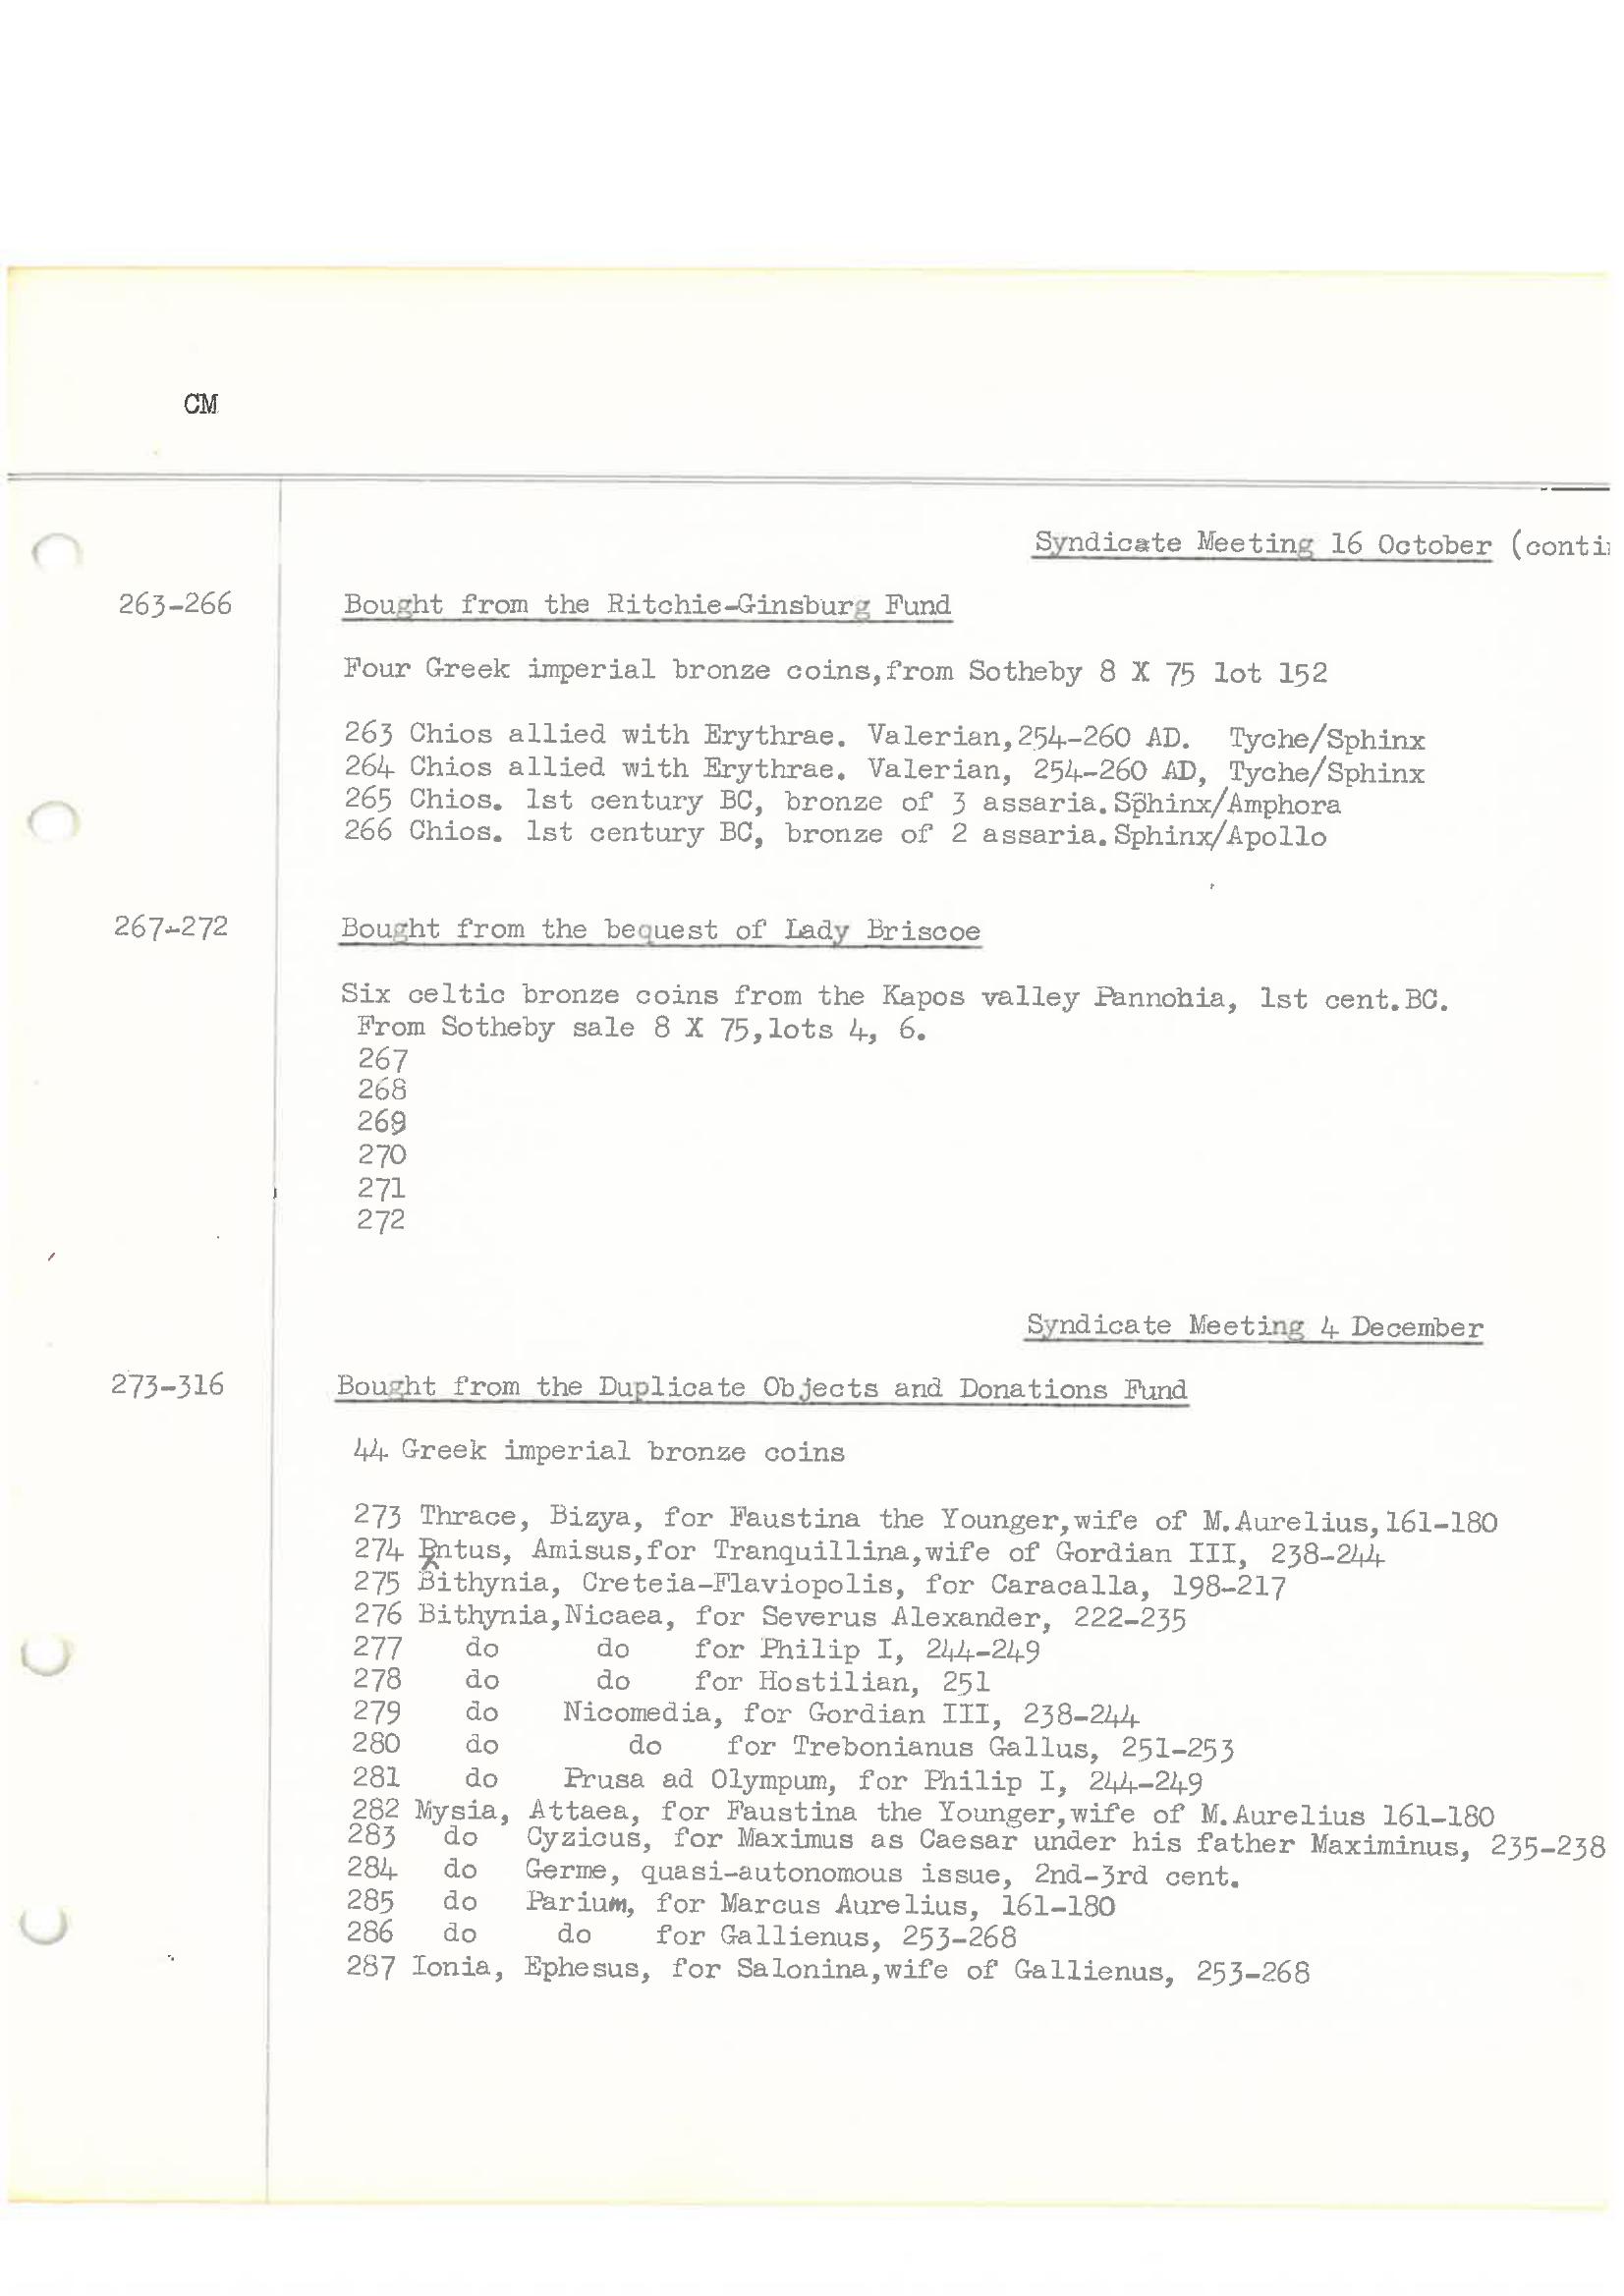 CM
Syndicate Meeting 16 October (conti
263-266 Bought from the Ritchie-Ginsburg Fund
Four Greek imperial bronze coins,from Sotheby 8 X 75 lot 152
263 Chios allied with Erythrae. Valerian,254-260 AD. Tyche/Sphinx
264 Chios allied with Erythrae. Valerian, 254-260 AD, Tyche/Sphinx
265 Chios. 1st century BC, bronze of 3 assaria.Sphinx/Amphora
266 Chios. 1st century BC, bronze of 2 assaria.Sphinx/Apollo
267-272 Bought from the bequest of Lady Briscoe
Six celtic bronze coins from the Kapos valley Pannohia, 1st cent.BC.
From Sotheby sale 8 X 75,lots 4, 6.
267
268
269
270
271
272
Syndicate Meeting 4 December
273-316 Bought from the Duplicate Objects and Donations Fund
44 Greek imperial bronze coins
273 Thrace, Bizya, for Faustina the Younger,wife of M.Aurelius,161-180
274 Pntus, Amisus,for Tranquillina,wife of Gordian III, 238-244
275 Bithynia, Creteia-Flaviopolis, for Caracalla, 198-217
276 Bithynia,Nicaea, for Severus Alexander, 222-235
277 do do for Philip I, 244-249
278 do do for Hostilian, 251
279 do Nicomedia, for Gordian III, 238-244
280 do do for Trebonianus Gallus, 251-253
281 do Prusa ad Olympum, for Philip I, 244-249
282 Mysia, Attaea, for Faustina the Younger,wife of M.Aurelius 161-180
283 do Cyzicus, for Maximus as Caesar under his father Maximinus, 235-238
284 do Germe, quasi-autonomous issue, 2nd-3rd cent.
285 do Parium, for Marcus Aurelius, 161-180
286 do do for Gallienus, 253-268
287 Ionia, Ephesus, for Salonina,wife of Gallienus, 253-268